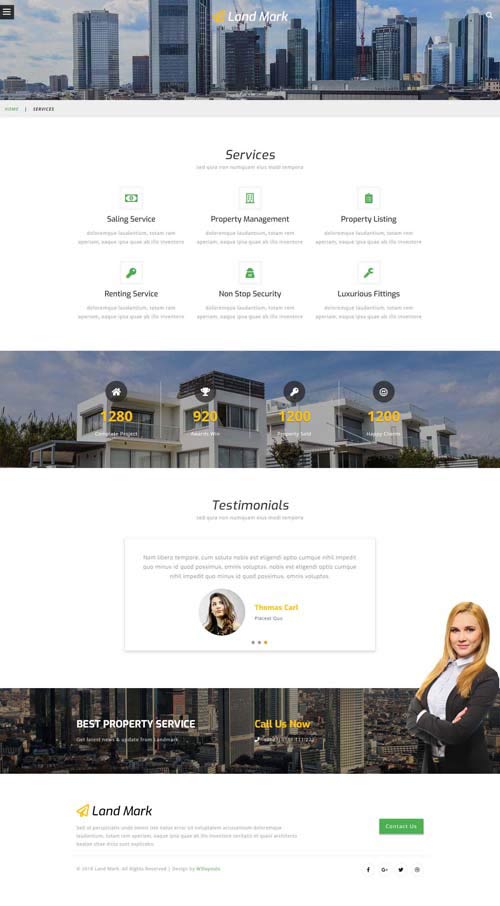 Land Mark
HOME | SERVICES
Services
sed quia non numquam eius modi tempora
Saling Service
Property Management
Property Listing
doloremque laudantium, totam rem
aperiam, eaque ipsa quae ab illo inventore
doloremque laudantium, totam rem
aperiam, eaque ipsa quae ab illo inventore
doloremque laudantium, totam rem
aperiam, eaque ipsa quae ab illo inventore
Renting Service
Non Stop Security
Luxurious Fittings
doloremque laudantium, totam rem
aperiam, eaque ipsa quae ab illo inventore
doloremque laudantium, totam rem
aperiam, eaque ipsa quae ab illo inventore
doloremque laudantium, totam rem
aperiam, eaque ipsa quae ab illo inventore
1280
920
1200
1200
Complete Project
Awards Win
Property Sold
Happy Clients
Testimonials
sed quia non numquam eius modi tempora
Nam libero tempore, cum soluta nobis est eligendi optio cumque nihil impedit
quo minus id quod possimus, omnis voluptas, nobis est eligendi optio cumque
nihil impedit quo minus id quod possimus, omnis voluptas
Thomas Carl
Placeat Quo
BEST PROPERTY SERVICE
Call Us Now
Get latest news & update from Landmark
Land Mark
Sed ut perspiciatis unde omnis iste natus error sit voluptatem accusantium doloremque
laudantium, totam rem aperiam, eaque ipsa quae ab illo inventore veritatis et quasi architecto
beatae vitae dicta sunt explicabo
Contact Us
© 2018 Land Mark. All Rights Reserved | Design by W3layouts